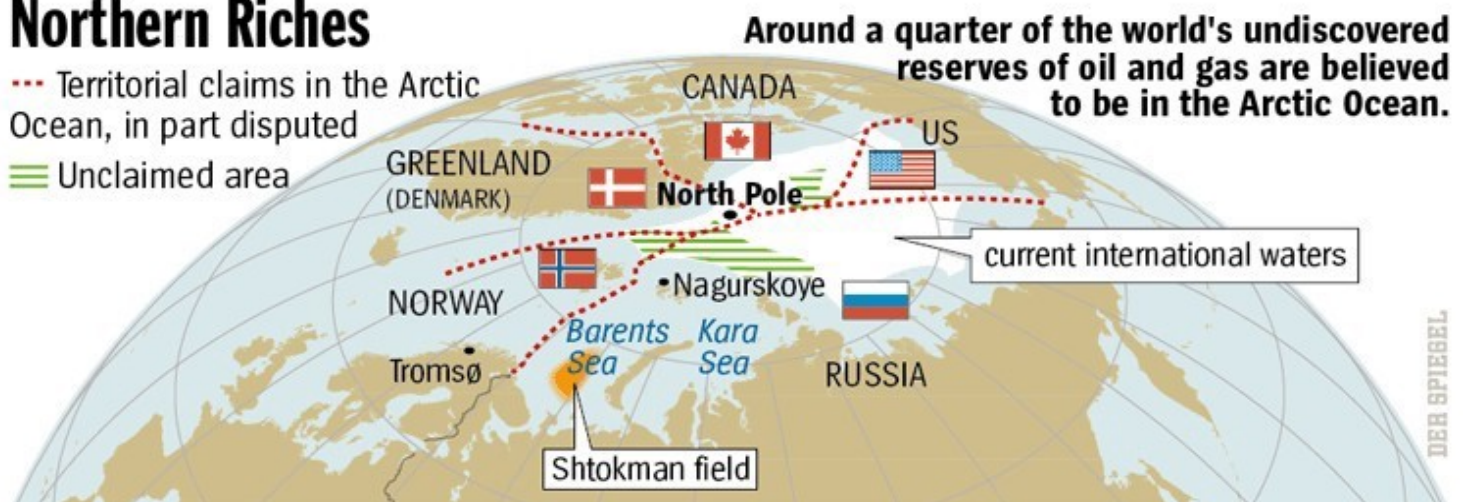 Northern Riches
Territorial claims in the Arctic
Ocean, in part disputed
Unclaimed area
Around a quarter of the world's undiscovered
reserves of oil and gas are believed
to be in the Arctic Ocean.
CANADA
US
GREENLAND
(DENMARK)
North Pole
current international waters
Nagurskoye
NORWAY
Barents
Sea
Kara
Sea
Tromsø
RUSSIA
Shtokman field
DER SPIEGEL